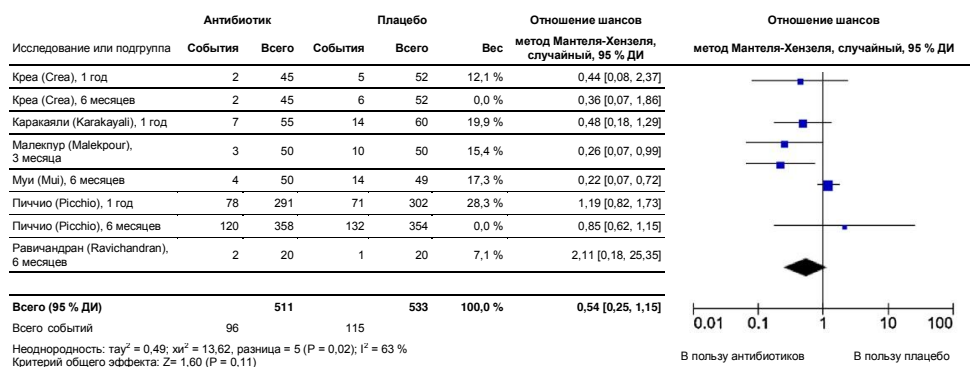 Антибиотик Плацебо Отношение шансов Отношение шансов
Исследование или подгруппа События Всего События Всего Вес метод Мантеля-Хензеля, случайный, 95 % ДИ метод Мантеля-Хензеля, случайный, 95 % ДИ
Креа (Crea), 1 год 2 45 5 52 12,1 % 0,44 [0,08, 2,37]
Креа (Crea), 6 месяцев 2 45 6 52 0,0 % 0,36 [0,07, 1,86]
Каракаяли (Karakayali), 1 год 7 55 14 60 19,9 % 0,48 [0,18, 1,29]
Малекпур (Malekpour), 3 месяца 3 50 10 50 15,4 % 0,26 [0,07, 0,99]
Муи (Mui), 6 месяцев 4 50 14 49 17,3 % 0,22 [0,07, 0,72]
Пиччио (Picchio), 1 год 78 291 71 302 28,3 % 1,19 [0,82, 1,73]
Пиччио (Picchio), 6 месяцев 120 358 132 354 0,0 % 0,85 [0,62, 1,15]
Равичандран (Ravichandran), 6 месяцев 2 20 1 20 7,1 % 2,11 [0,18, 25,35]
Всего (95 % ДИ) 511 533 100,0 % 0,54 [0,25, 1,15]
Всего событий 96 115
Неоднородность: тау² = 0,49; хи² = 13,62, разница = 5 (P = 0,02); I² = 63 %
Критерий общего эффекта: Z= 1,60 (P = 0,11)
0.01 0.1 1 10 100
В пользу антибиотиков В пользу плацебо